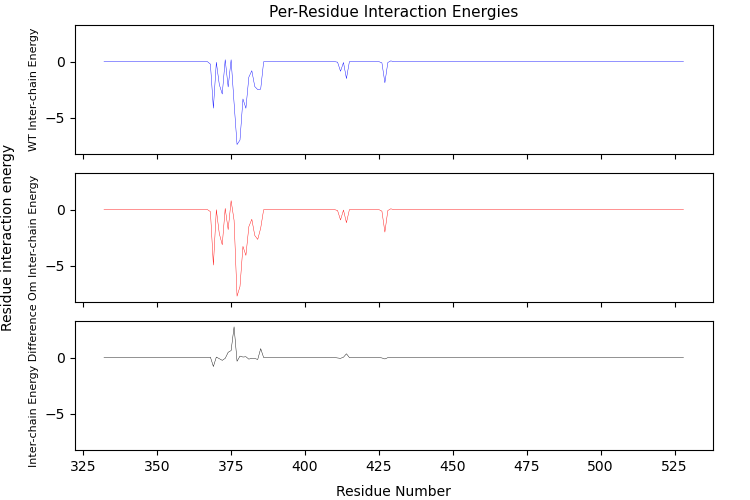 Per-Residue Interaction Energies
Residue interaction energy
WT Inter-chain Energy
0
−5
Om Inter-chain Energy
0
−5
Inter-chain Energy Difference
0
−5
325 350 375 400 425 450 475 500 525
Residue Number